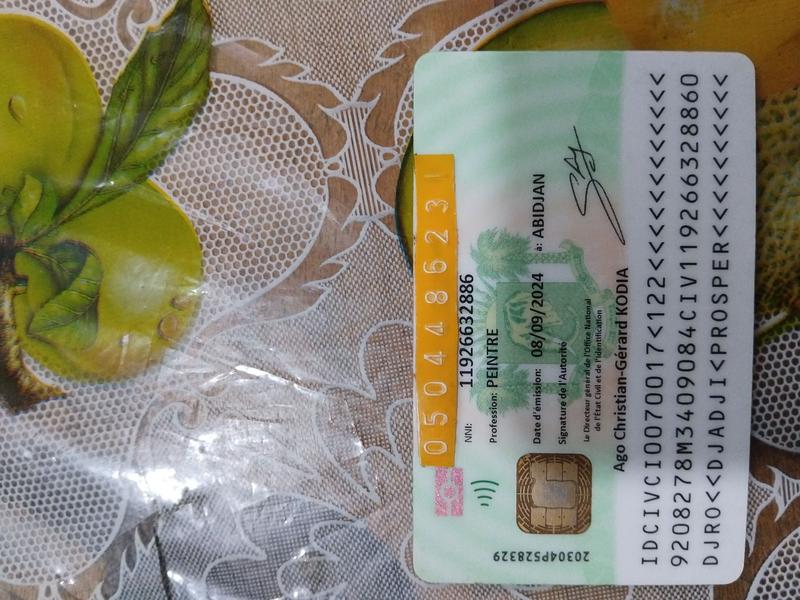 0504486231
NNI: 11926632886
Profession: PEINTRE
Date d'émission: 08/09/2024 à: ABIDJAN
Signature de l'Autorité
Le Directeur général de l'Office National
de l'État Civil et de l'Identification
Ago Christian-Gérard KODIA
20304P528329
IDCIVCI0070017<122<<<<<<<<<<<<
9208278M3409084CIV119266328860
DJRO<<DJADJI<PROSPER<<<<<<<<<<